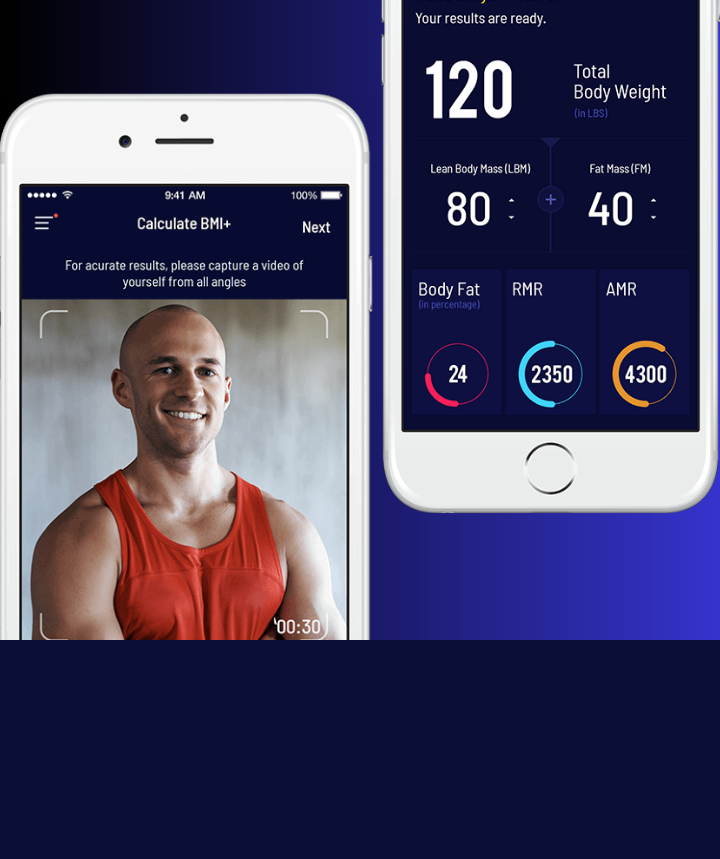 9:41 AM
100%
Calculate BMI+
Next
For acurate results, please capture a video of
yourself from all angles
00:30
Your results are ready.
120
Total
Body Weight
(in LBS)
Lean Body Mass (LBM)
Fat Mass (FM)
80
+
40
Body Fat
(in percentage)
RMR
AMR
24
2350
4300